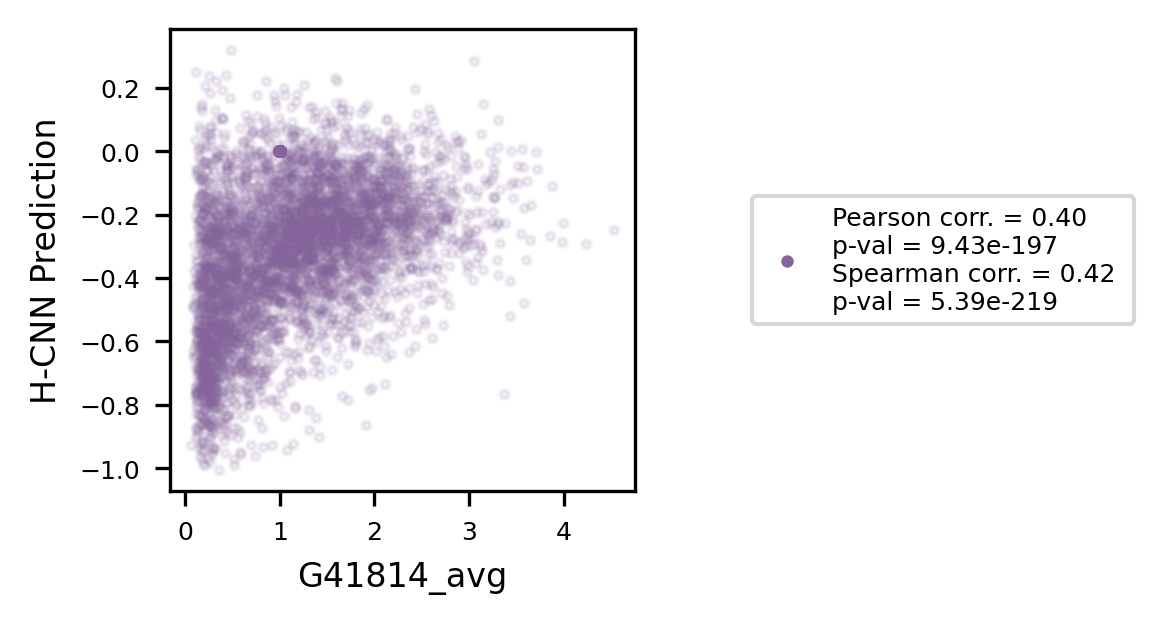 H-CNN Prediction
0.2
0.0
−0.2
−0.4
−0.6
−0.8
−1.0
0 1 2 3 4
G41814_avg
Pearson corr. = 0.40
p-val = 9.43e-197
Spearman corr. = 0.42
p-val = 5.39e-219